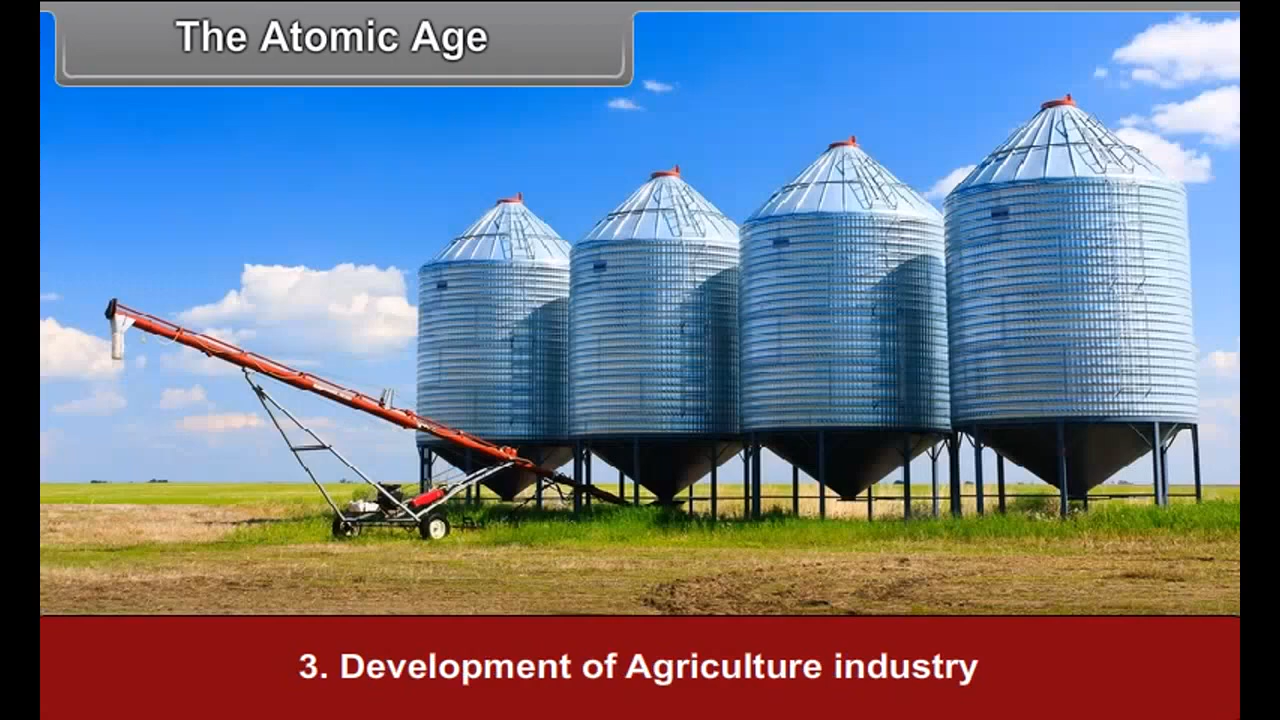 The Atomic Age
3. Development of Agriculture industry